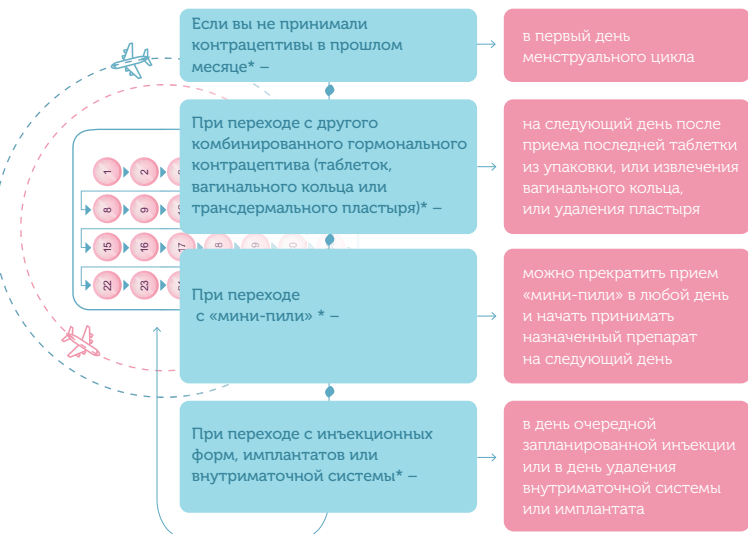 Если вы не принимали
контрацептивы в прошлом
месяце* –
в первый день
менструального цикла
При переходе с другого
комбинированного гормонального
контрацептива (таблеток,
вагинального кольца или
трансдермального пластыря)* –
на следующий день после
приема последней таблетки
из упаковки, или извлечения
вагинального кольца,
или удаления пластыря
При переходе
с «мини-пили» * –
можно прекратить прием
«мини-пили» в любой день
и начать принимать
назначенный препарат
на следующий день
При переходе с инъекционных
форм, имплантатов или
внутриматочной системы* –
в день очередной
запланированной инъекции
или в день удаления
внутриматочной системы
или имплантата
1 2
8 9
15 16 17 18 19
22 23